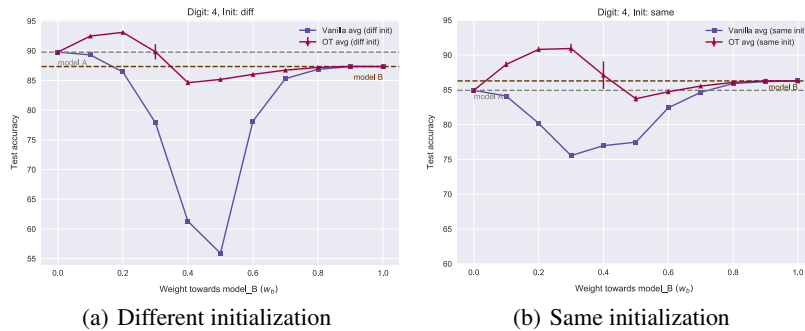 Digit: 4, Init: diff
Vanilla avg (diff init)
OT avg (diff init)
95
90
85
80
75
70
65
60
55
Test accuracy
model A
model B
0.0 0.2 0.4 0.6 0.8 1.0
Weight towards model_B (w_b)
(a) Different initialization
Digit: 4, Init: same
Vanilla avg (same init)
OT avg (same init)
95
90
85
80
75
70
65
60
Test accuracy
model A
model B
0.0 0.2 0.4 0.6 0.8 1.0
Weight towards model_B (w_b)
(b) Same initialization